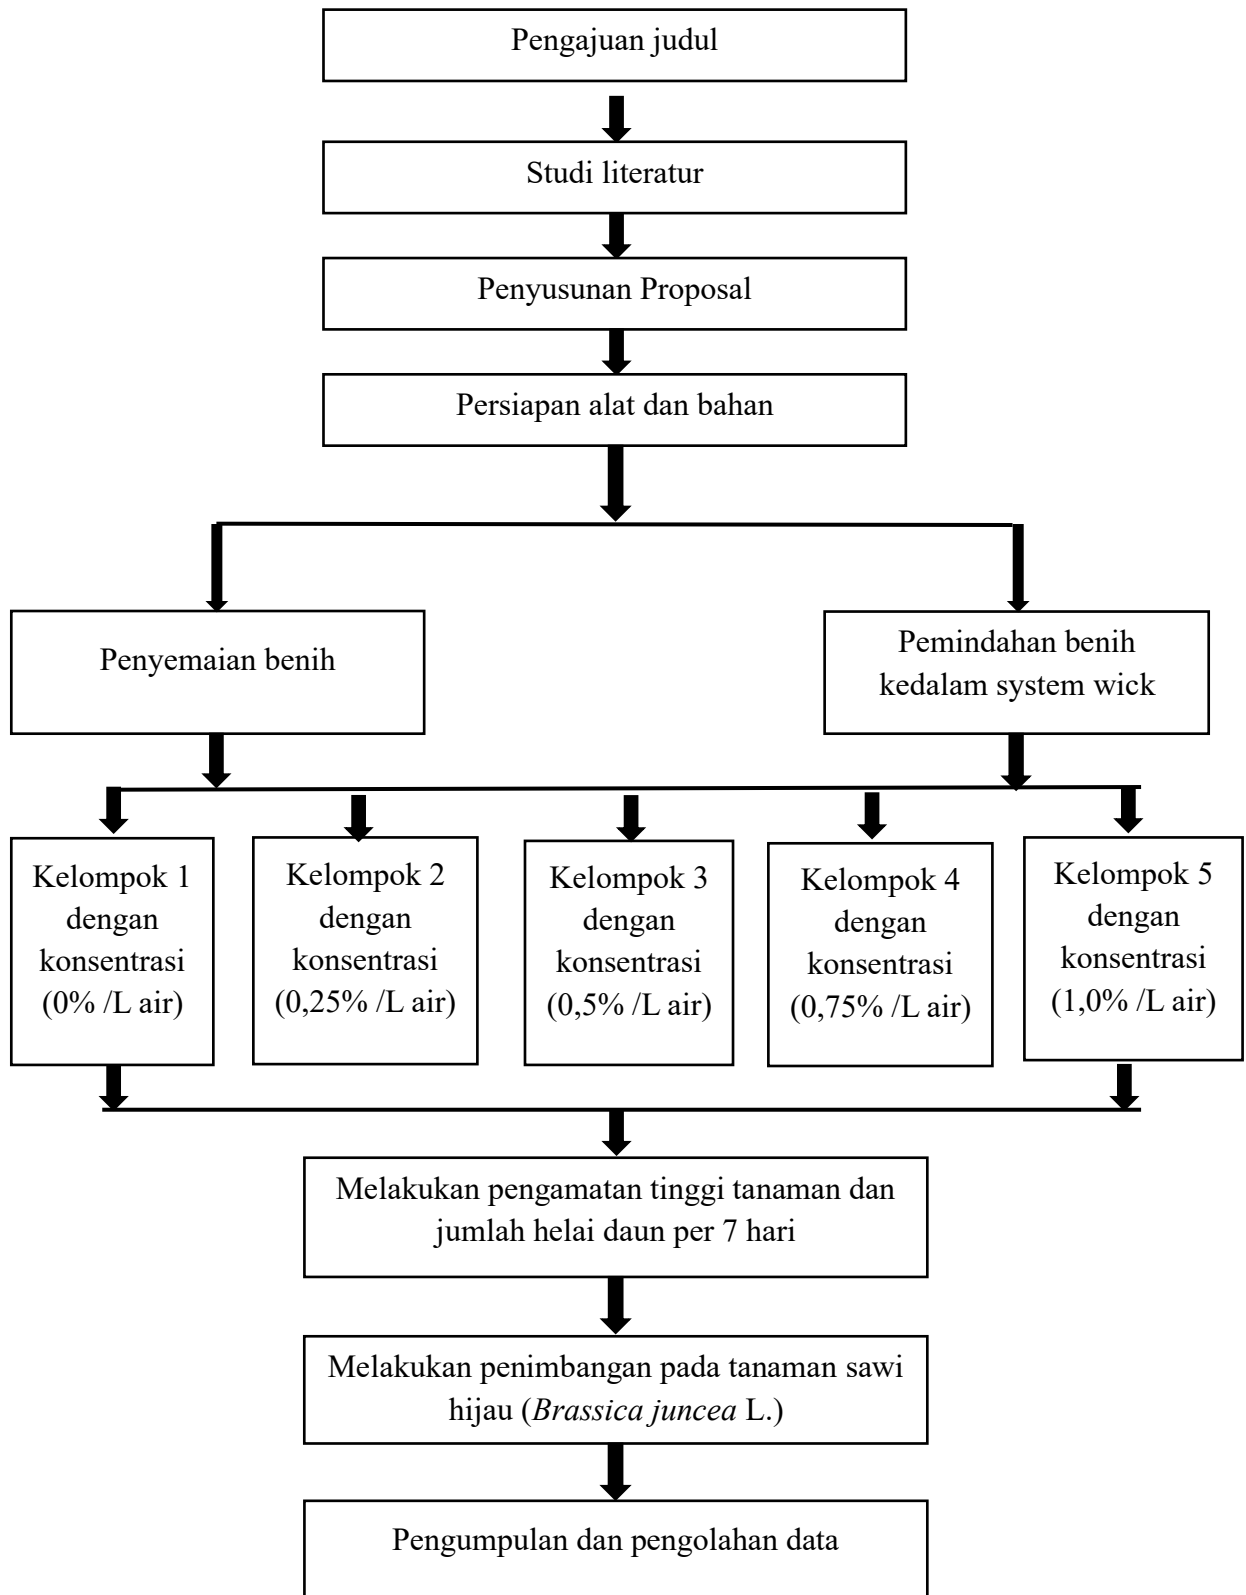 Pengajuan judul
Studi literatur
Penyusunan Proposal
Persiapan alat dan bahan
Penyemaian benih
Pemindahan benih
kedalam system wick
Kelompok 1
dengan
konsentrasi
(0% /L air)
Kelompok 2
dengan
konsentrasi
(0,25% /L air)
Kelompok 3
dengan
konsentrasi
(0,5% /L air)
Kelompok 4
dengan
konsentrasi
(0,75% /L air)
Kelompok 5
dengan
konsentrasi
(1,0% /L air)
Melakukan pengamatan tinggi tanaman dan
jumlah helai daun per 7 hari
Melakukan penimbangan pada tanaman sawi
hijau (Brassica juncea L.)
Pengumpulan dan pengolahan data